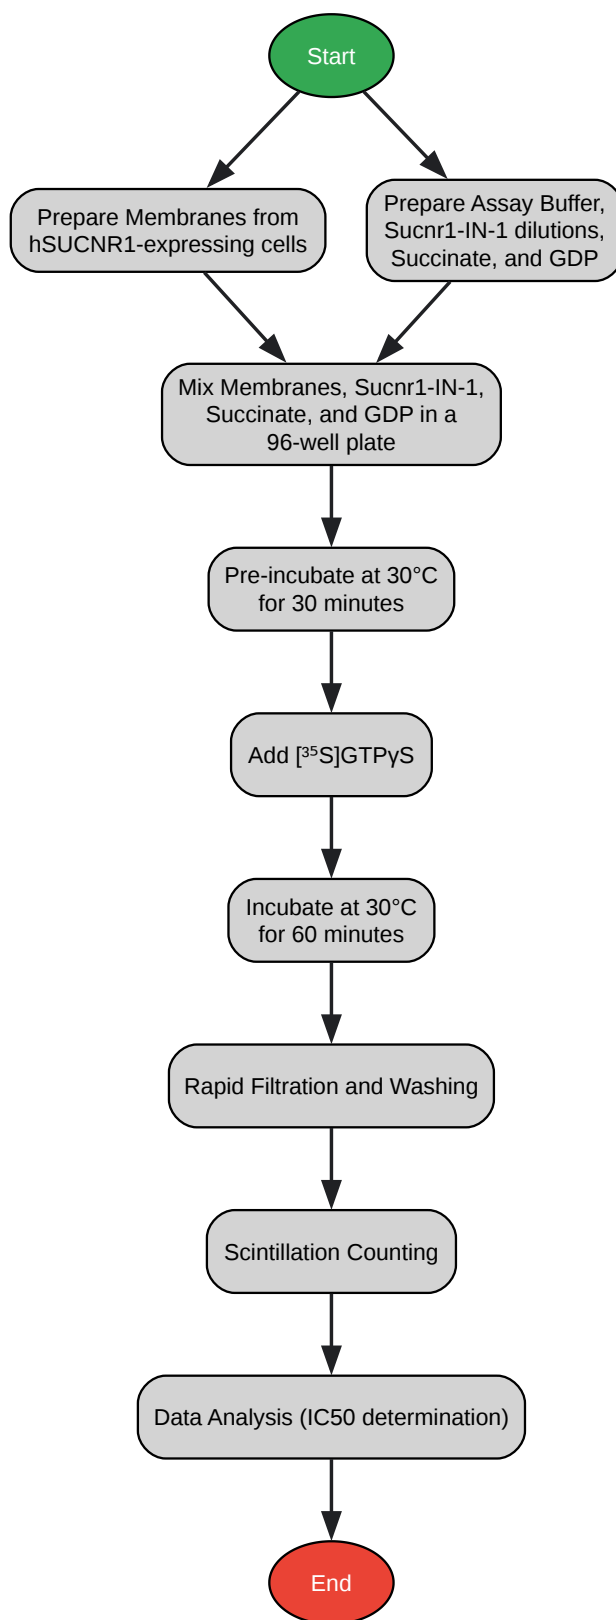 Start
Prepare Membranes from
hSUCNR1-expressing cells
Prepare Assay Buffer,
Sucnr1-IN-1 dilutions,
Succinate, and GDP
Mix Membranes, Sucnr1-IN-1,
Succinate, and GDP in a
96-well plate
Pre-incubate at 30°C
for 30 minutes
Add [³⁵S]GTPγS
Incubate at 30°C
for 60 minutes
Rapid Filtration and Washing
Scintillation Counting
Data Analysis (IC50 determination)
End